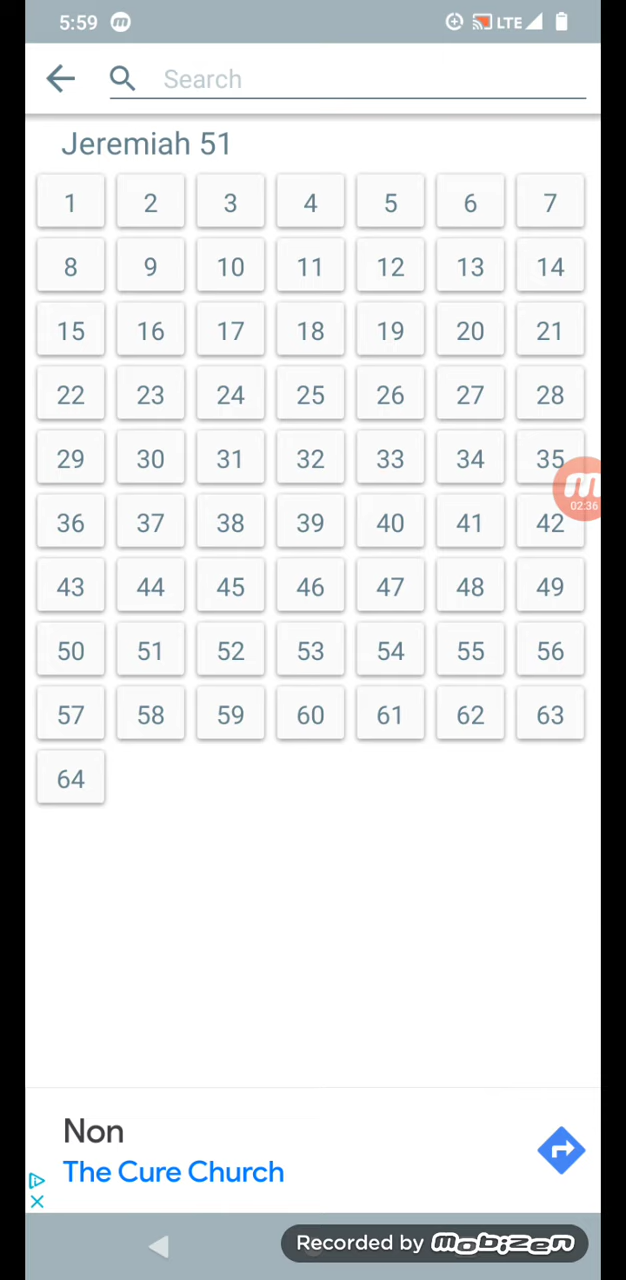 5:59 LTE
Search
Jeremiah 51
1 2 3 4 5 6 7
8 9 10 11 12 13 14
15 16 17 18 19 20 21
22 23 24 25 26 27 28
29 30 31 32 33 34 35
36 37 38 39 40 41 42
02:36
43 44 45 46 47 48 49
50 51 52 53 54 55 56
57 58 59 60 61 62 63
64
Non
The Cure Church
Recorded by mobizen